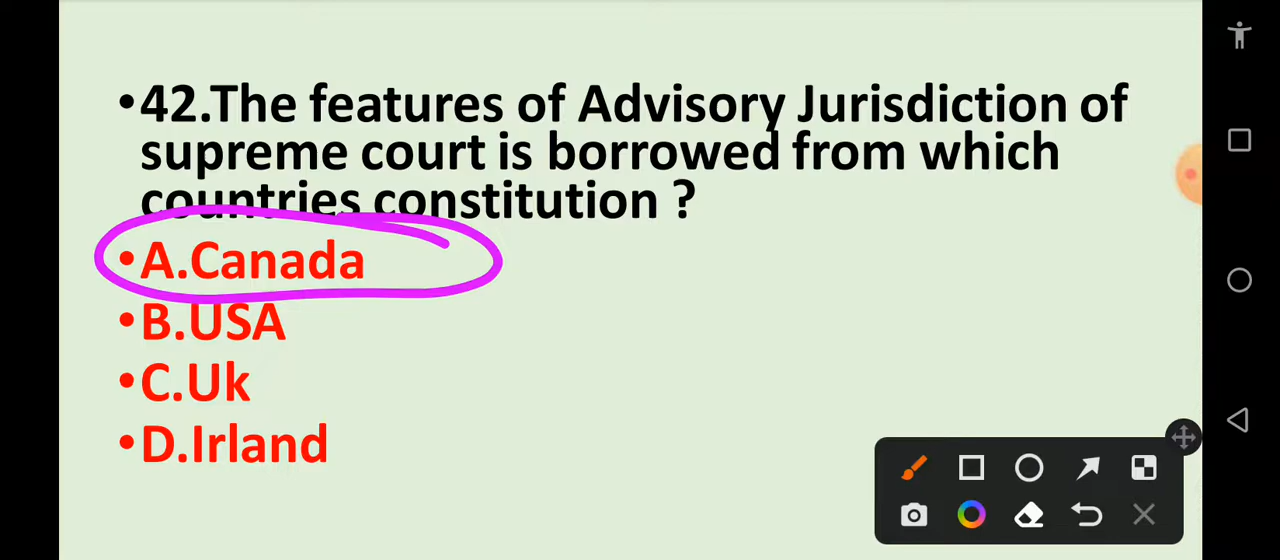 •42.The features of Advisory Jurisdiction of
supreme court is borrowed from which
countries constitution ?
•A.Canada
•B.USA
•C.Uk
•D.Irland